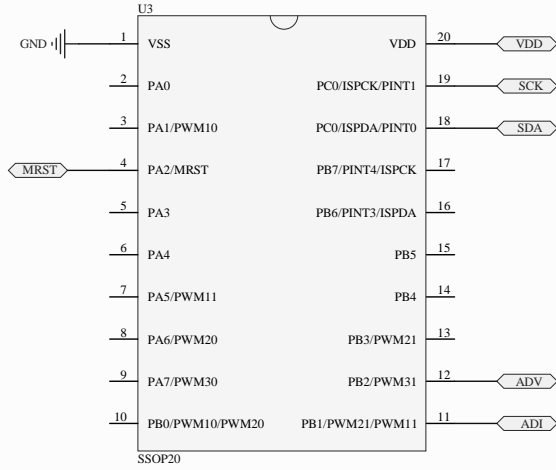 U3
GND 1 VSS VDD 20 VDD
2 PA0 PC0/ISPCK/PINT1 19 SCK
3 PA1/PWM10 PC0/ISPDA/PINT0 18 SDA
MRST 4 PA2/MRST PB7/PINT4/ISPCK 17
5 PA3 PB6/PINT3/ISPDA 16
6 PA4 PB5 15
7 PA5/PWM11 PB4 14
8 PA6/PWM20 PB3/PWM21 13
9 PA7/PWM30 PB2/PWM31 12 ADV
10 PB0/PWM10/PWM20 PB1/PWM21/PWM11 11 ADI
SSOP20